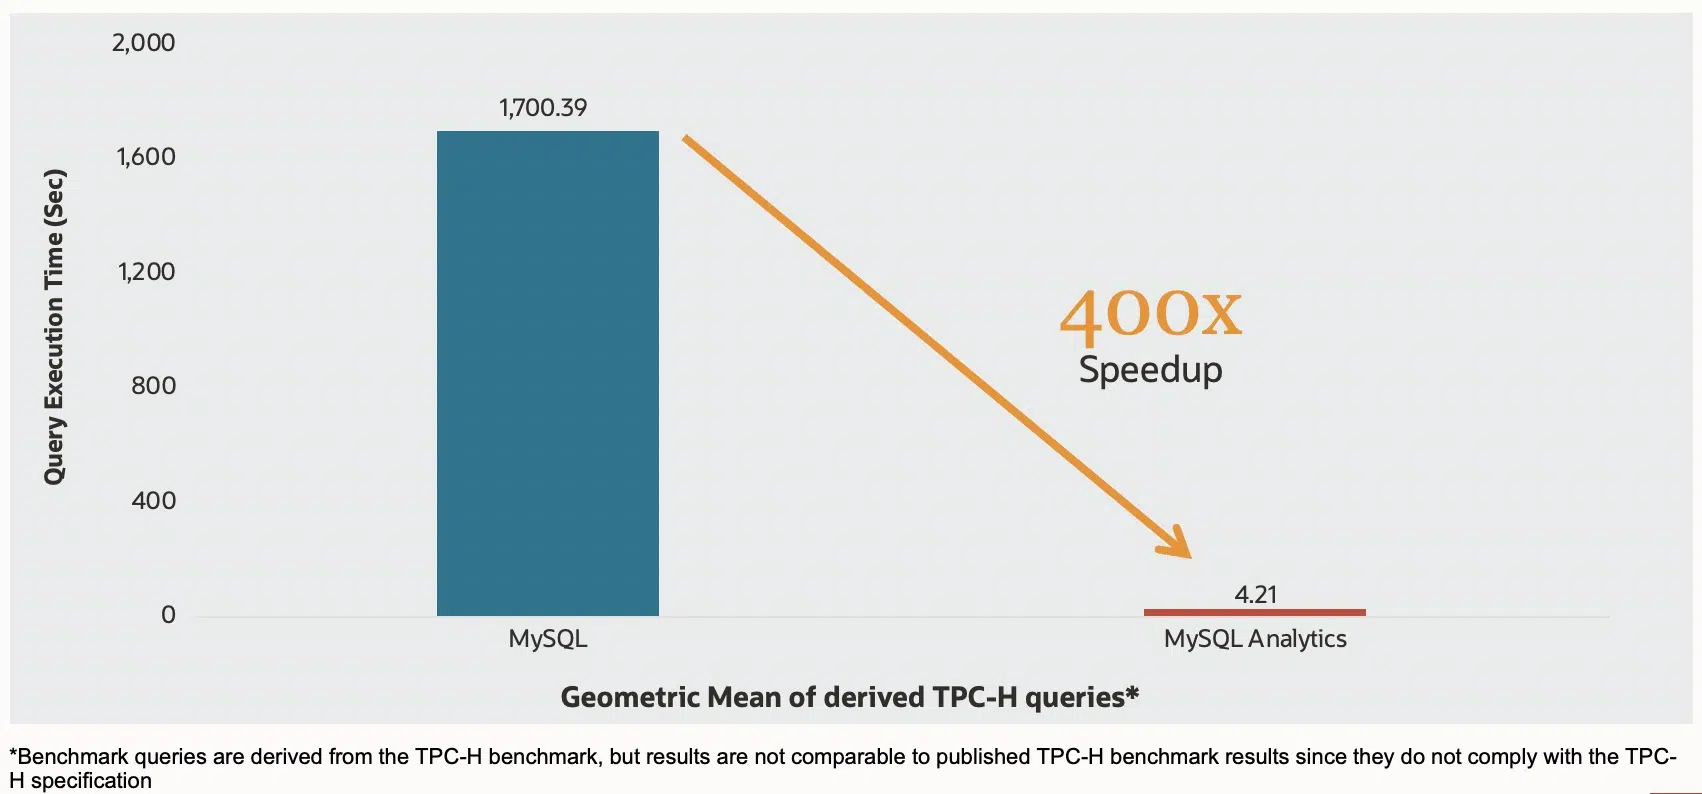 2,000
1,700.39
1,600
1,200
800
400
0
Query Execution Time (Sec)
400x
Speedup
4.21
MySQL
MySQL Analytics
Geometric Mean of derived TPC-H queries*
*Benchmark queries are derived from the TPC-H benchmark, but results are not comparable to published TPC-H benchmark results since they do not comply with the TPC-
H specification